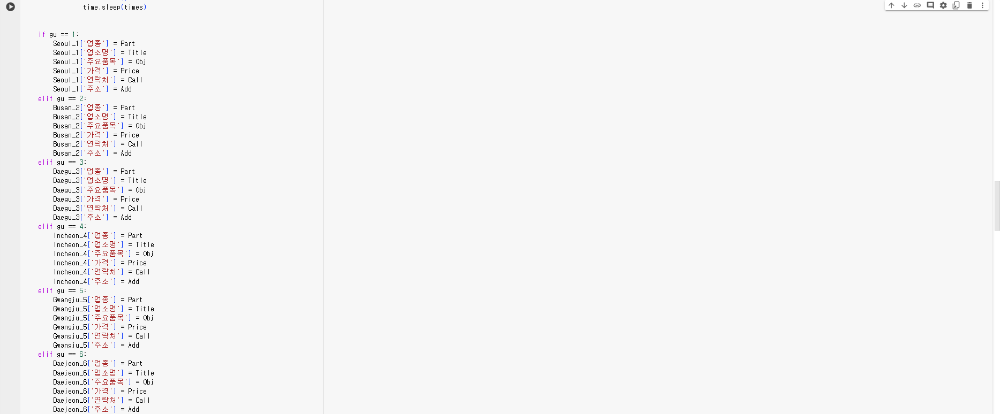 time.sleep(times)
if gu == 1:
Seoul_1['업종'] = Part
Seoul_1['업소명'] = Title
Seoul_1['주요품목'] = Obj
Seoul_1['가격'] = Price
Seoul_1['연락처'] = Call
Seoul_1['주소'] = Add
elif gu == 2:
Busan_2['업종'] = Part
Busan_2['업소명'] = Title
Busan_2['주요품목'] = Obj
Busan_2['가격'] = Price
Busan_2['연락처'] = Call
Busan_2['주소'] = Add
elif gu == 3:
Daegu_3['업종'] = Part
Daegu_3['업소명'] = Title
Daegu_3['주요품목'] = Obj
Daegu_3['가격'] = Price
Daegu_3['연락처'] = Call
Daegu_3['주소'] = Add
elif gu == 4:
Incheon_4['업종'] = Part
Incheon_4['업소명'] = Title
Incheon_4['주요품목'] = Obj
Incheon_4['가격'] = Price
Incheon_4['연락처'] = Call
Incheon_4['주소'] = Add
elif gu == 5:
Gwangju_5['업종'] = Part
Gwangju_5['업소명'] = Title
Gwangju_5['주요품목'] = Obj
Gwangju_5['가격'] = Price
Gwangju_5['연락처'] = Call
Gwangju_5['주소'] = Add
elif gu == 6:
Daejeon_6['업종'] = Part
Daejeon_6['업소명'] = Title
Daejeon_6['주요품목'] = Obj
Daejeon_6['가격'] = Price
Daejeon_6['연락처'] = Call
Daejeon_6['주소'] = Add